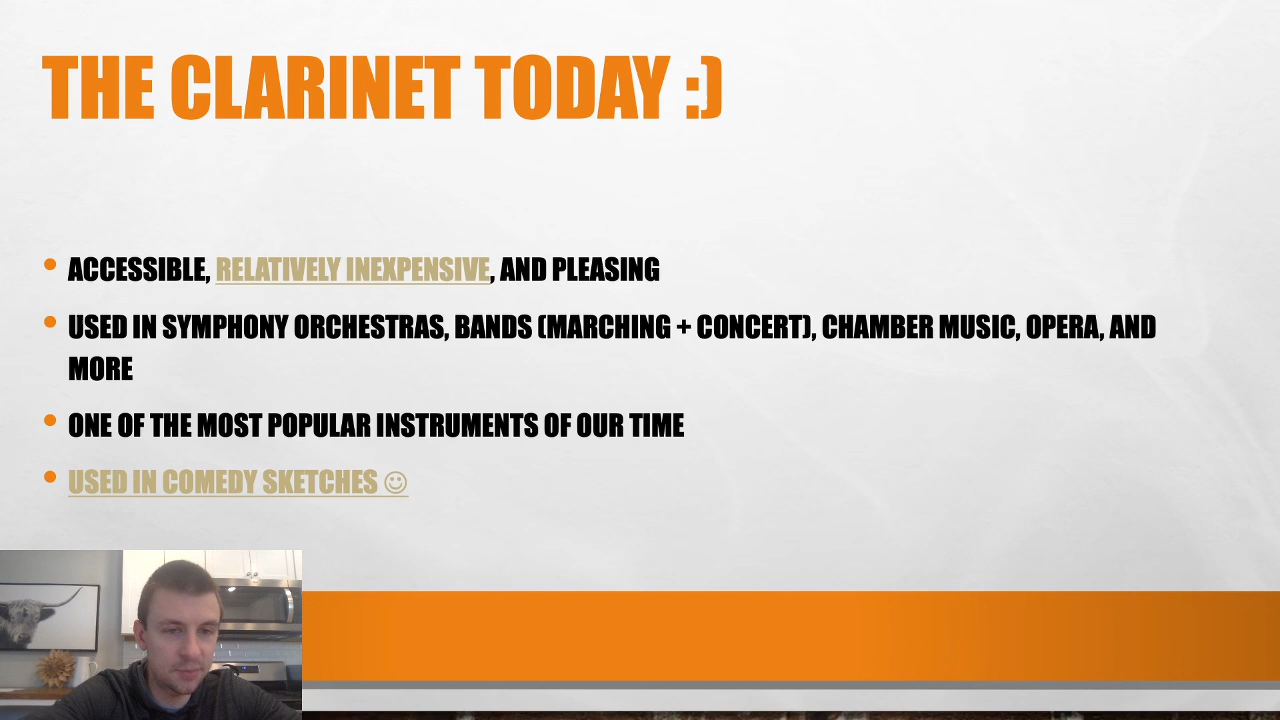 THE CLARINET TODAY :)
• ACCESSIBLE, RELATIVELY INEXPENSIVE, AND PLEASING
• USED IN SYMPHONY ORCHESTRAS, BANDS (MARCHING + CONCERT), CHAMBER MUSIC, OPERA, AND
MORE
• ONE OF THE MOST POPULAR INSTRUMENTS OF OUR TIME
• USED IN COMEDY SKETCHES ☺